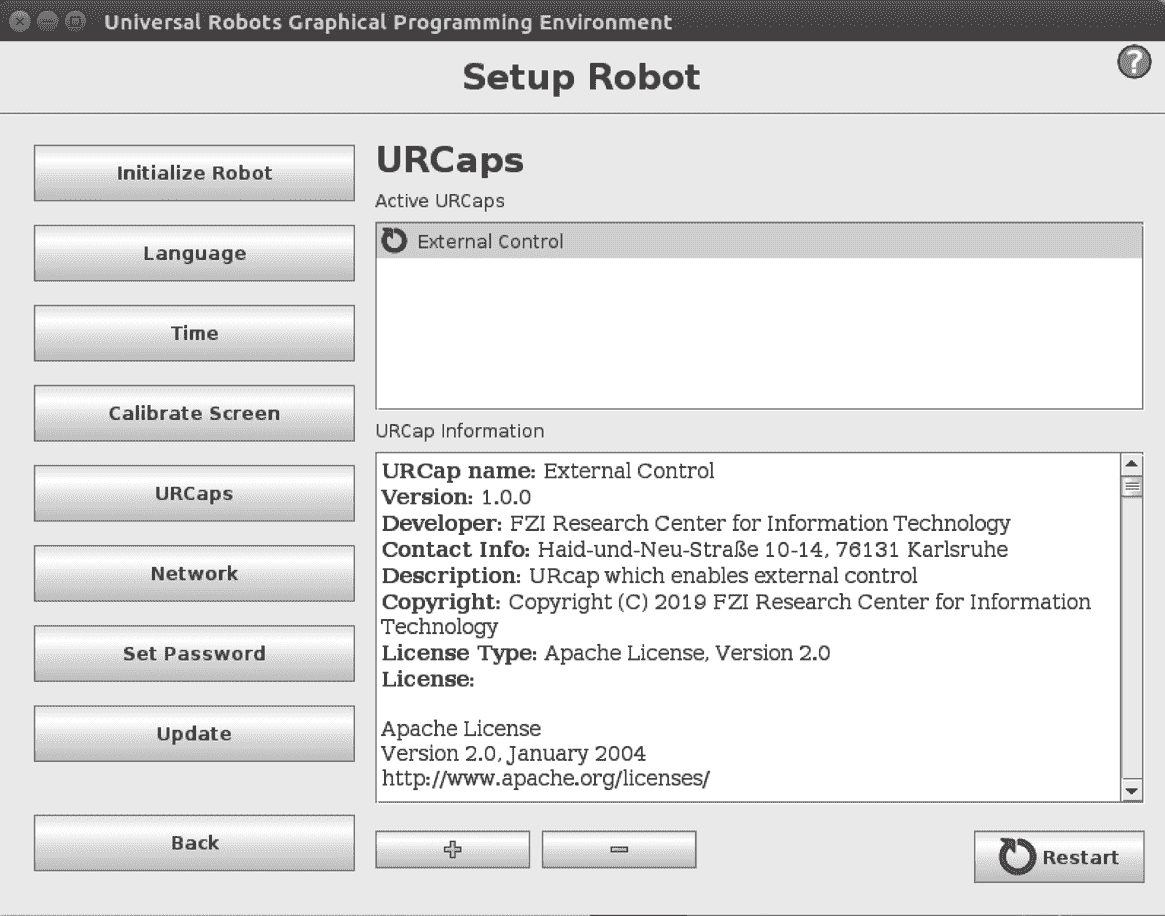 Universal Robots Graphical Programming Environment
Setup Robot
?
Initialize Robot
Language
Time
Calibrate Screen
URCaps
Network
Set Password
Update
Back
URCaps
Active URCaps
External Control
URCap Information
URCap name: External Control
Version: 1.0.0
Developer: FZI Research Center for Information Technology
Contact Info: Haid-und-Neu-Straße 10-14, 76131 Karlsruhe
Description: URcap which enables external control
Copyright: Copyright (C) 2019 FZI Research Center for Information
Technology
License Type: Apache License, Version 2.0
License:
Apache License
Version 2.0, January 2004
http://www.apache.org/licenses/
Restart